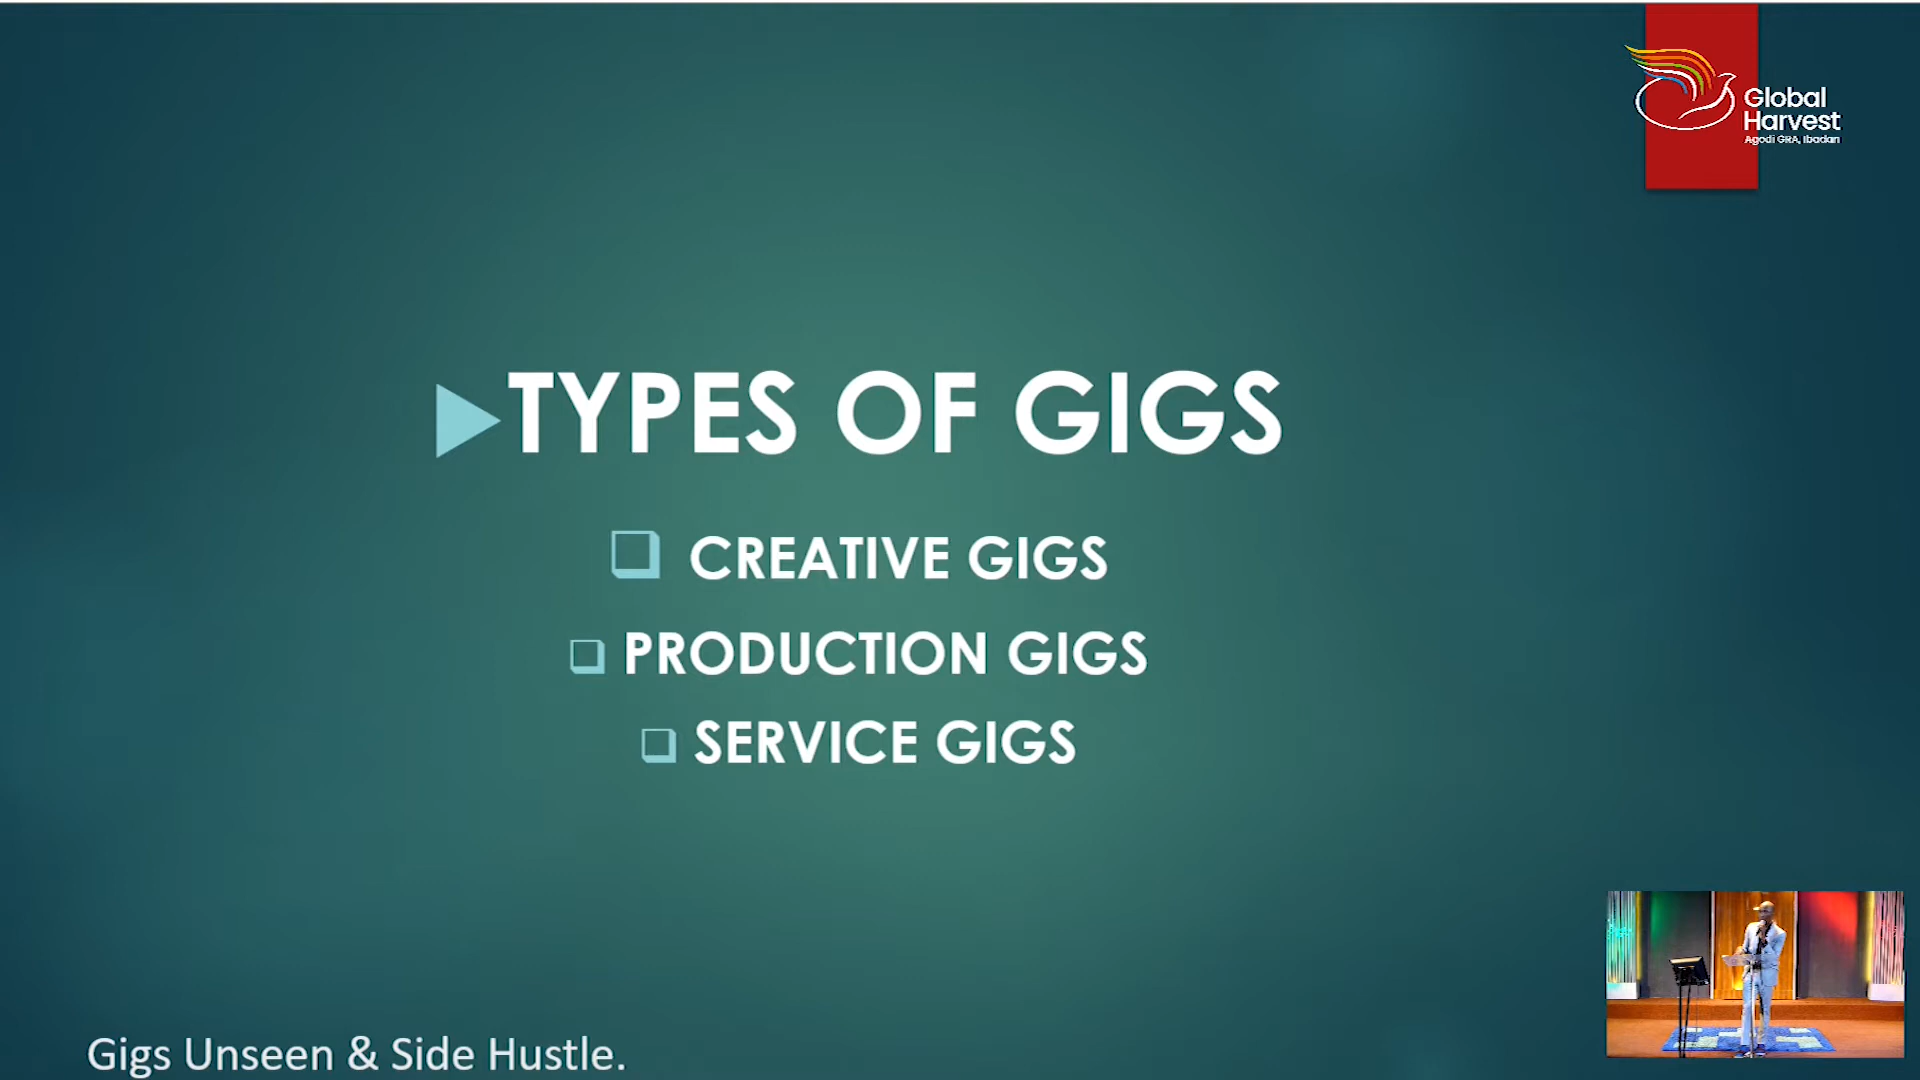 Global
Harvest
Agodi GRA, Ibadan
TYPES OF GIGS
CREATIVE GIGS
PRODUCTION GIGS
SERVICE GIGS
Gigs Unseen & Side Hustle.